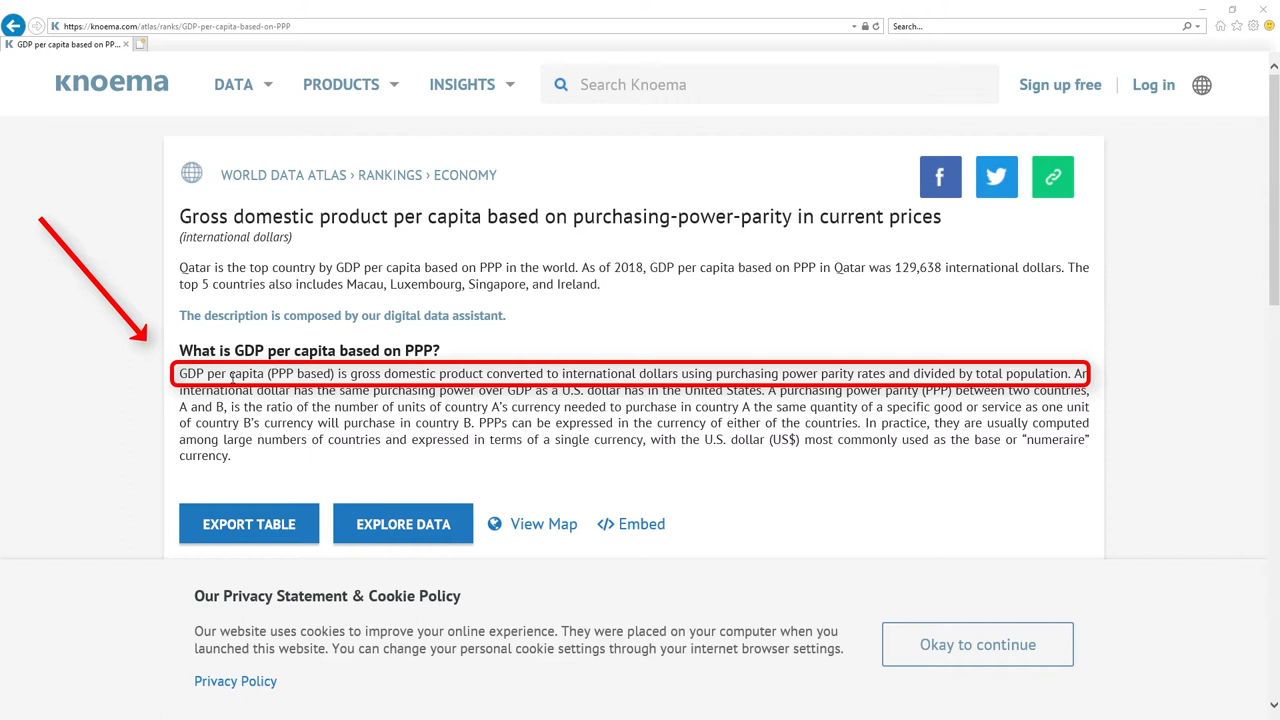 https://knoema.com/atlas/ranks/GDP-per-capita-based-on-PPP
Search...
GDP per capita based on PP...
knoema
DATA
PRODUCTS
INSIGHTS
Search Knoema
Sign up free
Log in
WORLD DATA ATLAS › RANKINGS › ECONOMY
Gross domestic product per capita based on purchasing-power-parity in current prices
(international dollars)
Qatar is the top country by GDP per capita based on PPP in the world. As of 2018, GDP per capita based on PPP in Qatar was 129,638 international dollars. The
top 5 countries also includes Macau, Luxembourg, Singapore, and Ireland.
The description is composed by our digital data assistant.
What is GDP per capita based on PPP?
GDP per capita (PPP based) is gross domestic product converted to international dollars using purchasing power parity rates and divided by total population. An
international dollar has the same purchasing power over GDP as a U.S. dollar has in the United States. A purchasing power parity (PPP) between two countries,
A and B, is the ratio of the number of units of country A’s currency needed to purchase in country A the same quantity of a specific good or service as one unit
of country B’s currency will purchase in country B. PPPs can be expressed in the currency of either of the countries. In practice, they are usually computed
among large numbers of countries and expressed in terms of a single currency, with the U.S. dollar (US$) most commonly used as the base or “numeraire”
currency.
EXPORT TABLE
EXPLORE DATA
View Map
Embed
Our Privacy Statement & Cookie Policy
Our website uses cookies to improve your online experience. They were placed on your computer when you
launched this website. You can change your personal cookie settings through your internet browser settings.
Okay to continue
Privacy Policy